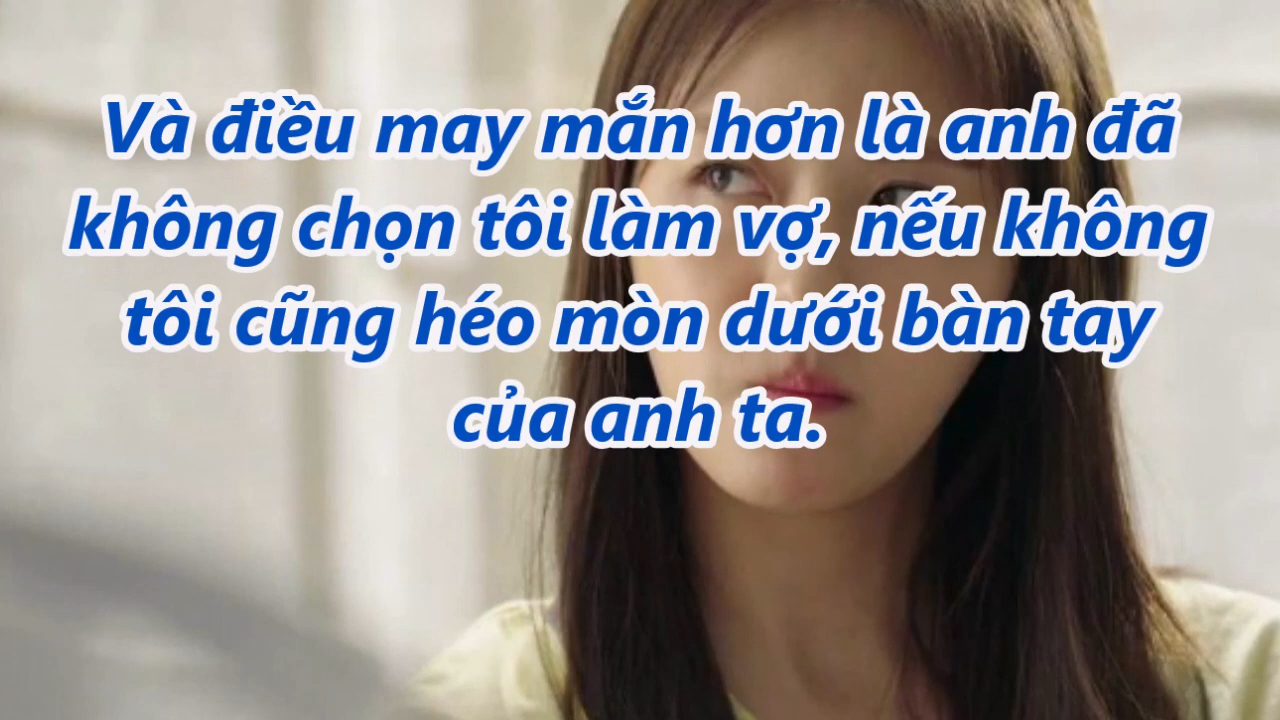 Và điều may mắn hơn là anh đã
không chọn tôi làm vợ, nếu không
tôi cũng héo mòn dưới bàn tay
của anh ta.